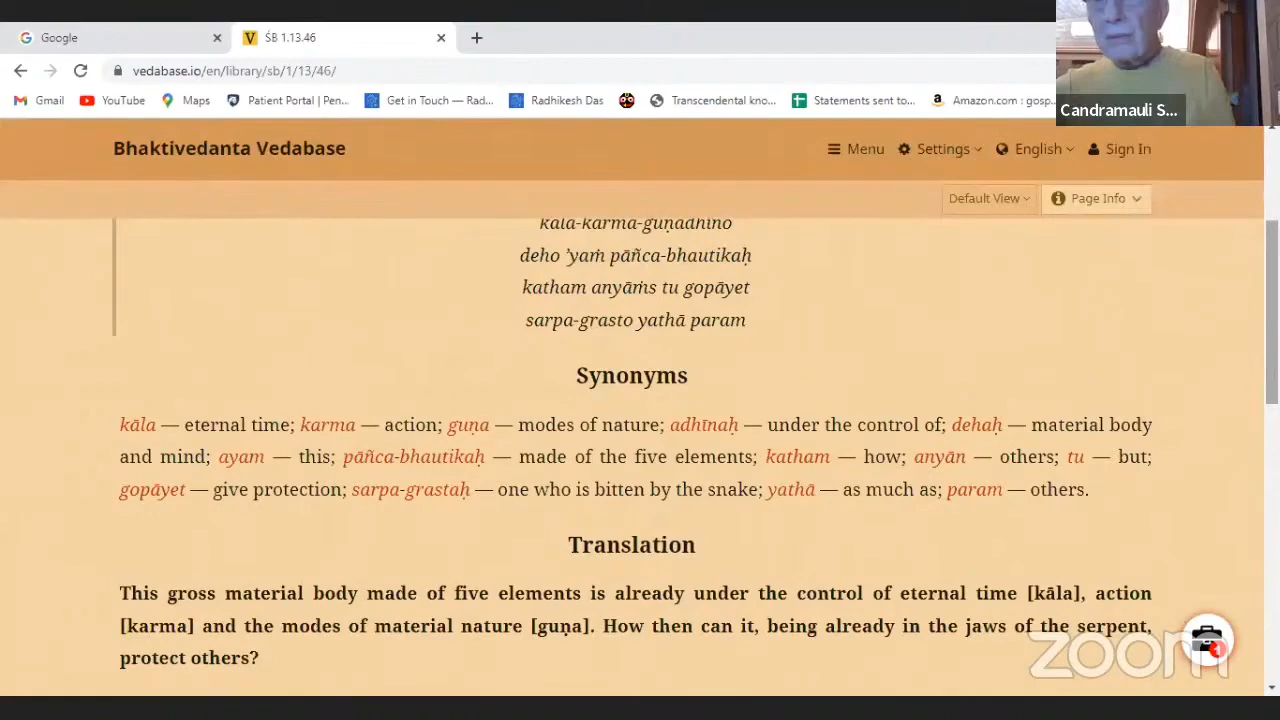 Google
ŚB 1.13.46
vedabase.io/en/library/sb/1/13/46/
Gmail YouTube Maps Patient Portal | Pen... Get in Touch — Rad... Radhikesh Das Transcendental kno... Statements sent to... Amazon.com : gosp...
Candramauli S...
Bhaktivedanta Vedabase
Menu Settings English Sign In
Default View Page Info
kāla-karma-guṇādhīno
deho ’yaṁ pāñca-bhautikaḥ
katham anyāṁs tu gopāyet
sarpa-grasto yathā param
Synonyms
kāla — eternal time; karma — action; guṇa — modes of nature; adhīnaḥ — under the control of; dehaḥ — material body
and mind; ayam — this; pāñca-bhautikaḥ — made of the five elements; katham — how; anyān — others; tu — but;
gopāyet — give protection; sarpa-grastaḥ — one who is bitten by the snake; yathā — as much as; param — others.
Translation
This gross material body made of five elements is already under the control of eternal time [kāla], action
[karma] and the modes of material nature [guṇa]. How then can it, being already in the jaws of the serpent,
protect others?
1
zoom